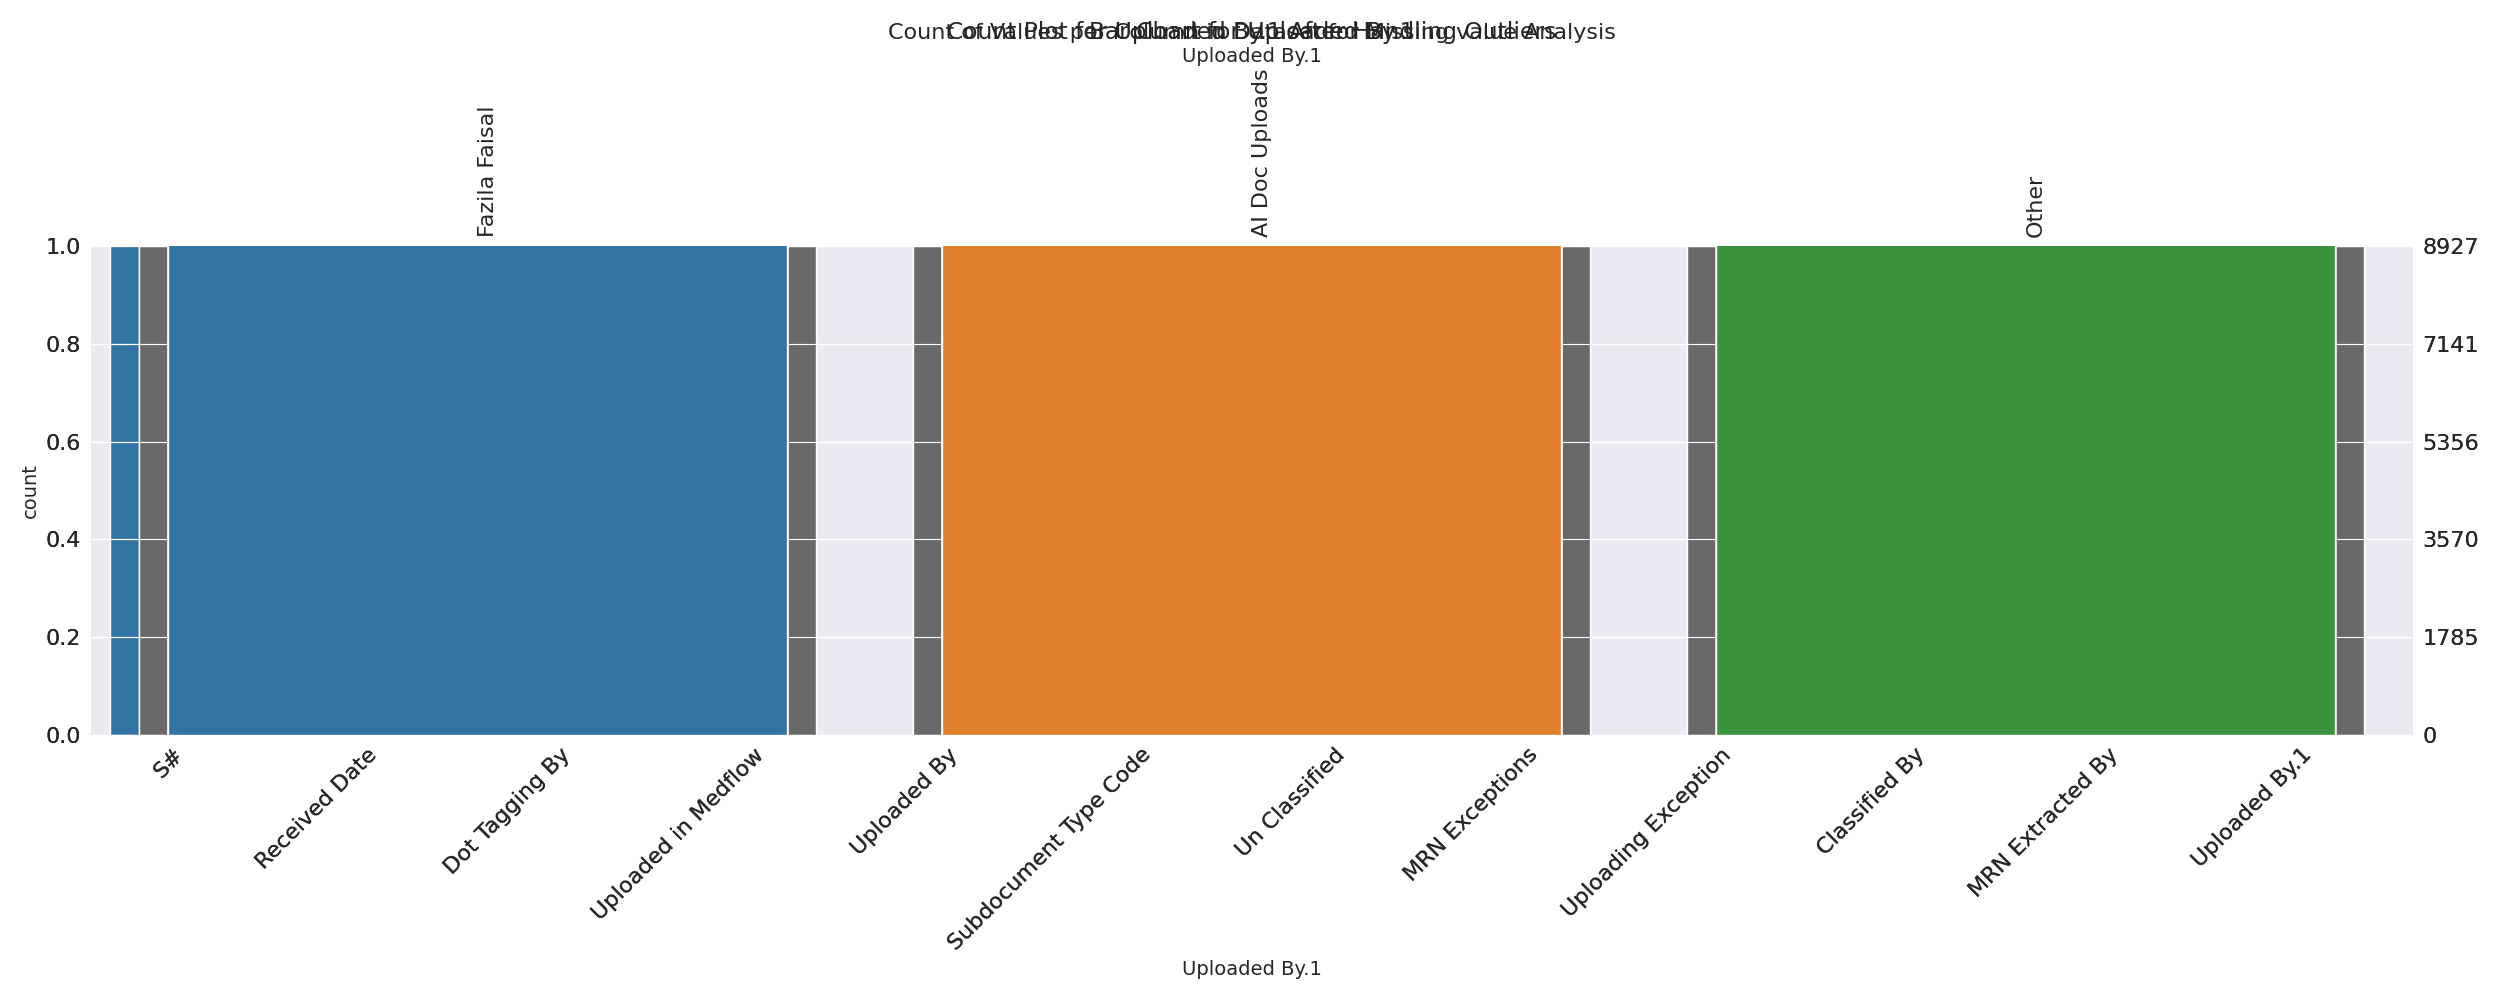 Uploaded By.1
Fazila Faisal
AI Doc Uploads
Other
1.0
8927
0.8
7141
0.6
5356
count
0.4
3570
0.2
1785
0.0
0
S#
Received Date
Dot Tagging By
Uploaded in Medflow
Uploaded By
Subdocument Type Code
Un Classified
MRN Exceptions
Uploading Exception
Classified By
MRN Extracted By
Uploaded By.1
Uploaded By.1